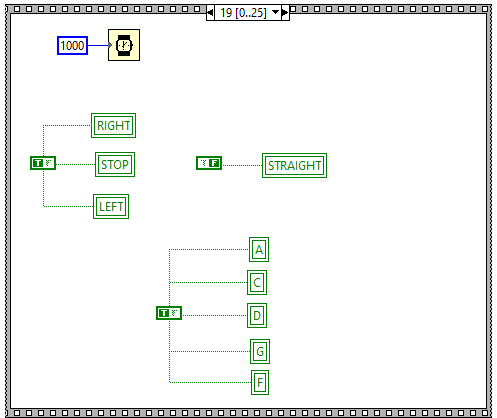 19 [0..25]
1000
RIGHT
T F
STOP
T F
STRAIGHT
LEFT
A
C
T F
D
G
F